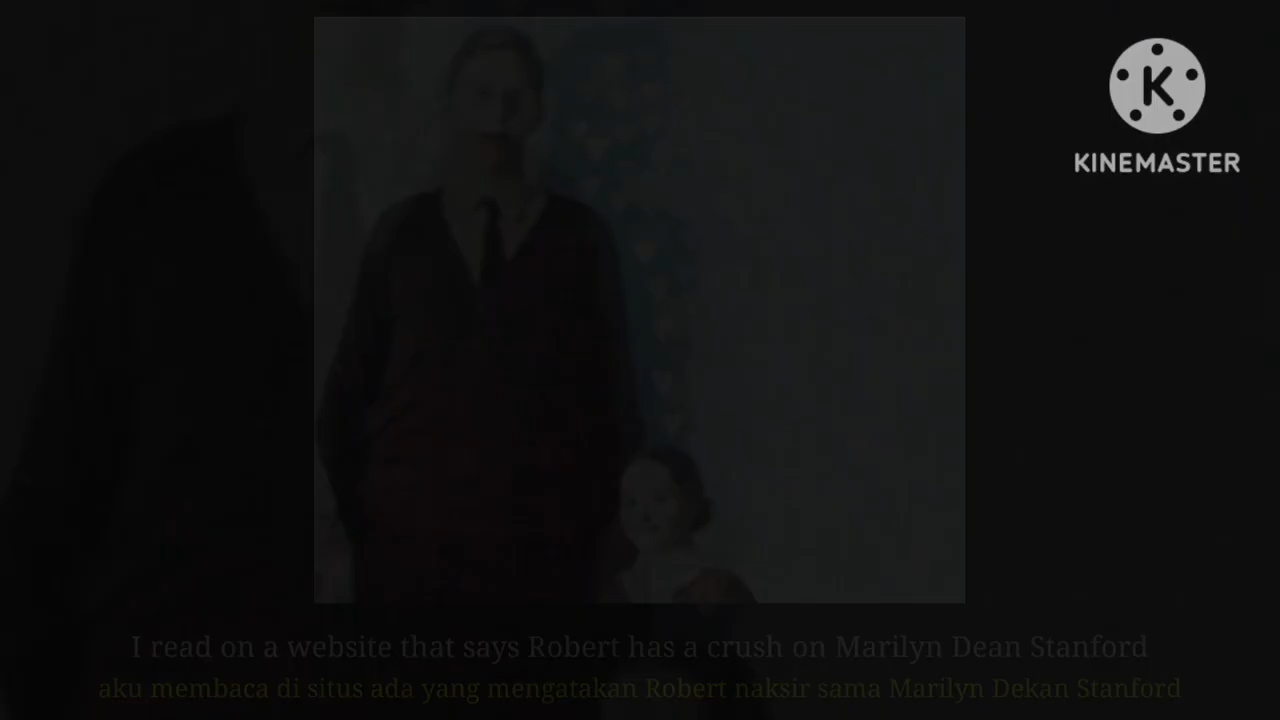 K
KINEMASTER
I read on a website that says Robert has a crush on Marilyn Dean Stanford
aku membaca di situs ada yang mengatakan Robert naksir sama Marilyn Dekan Stanford